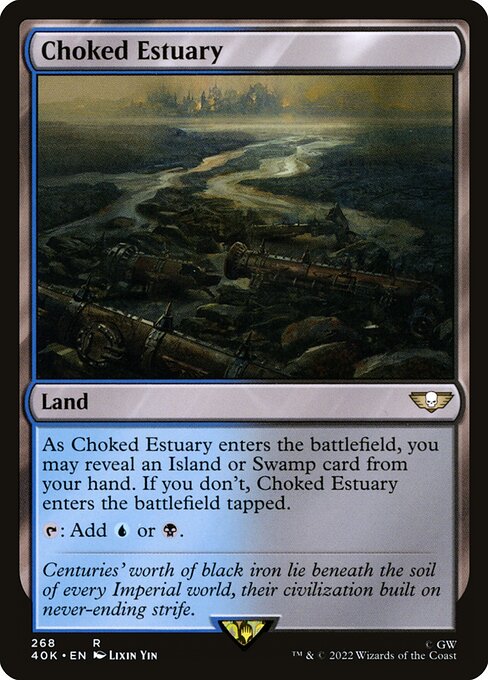 Choked Estuary
Land
As Choked Estuary enters the battlefield, you
may reveal an Island or Swamp card from
your hand. If you don't, Choked Estuary
enters the battlefield tapped.
: Add or .
Centuries' worth of black iron lie beneath the soil
of every Imperial world, their civilization built on
never-ending strife.
268 R
40K • EN Lixin Yin
© GW
™ & © 2022 Wizards of the Coast